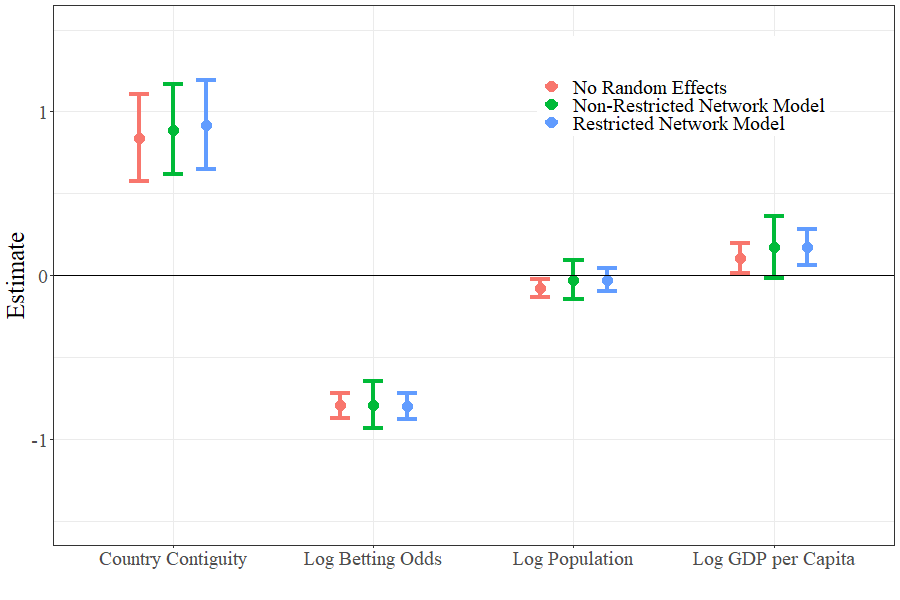 No Random Effects
Non-Restricted Network Model
Restricted Network Model
Estimate
1
0
-1
Country Contiguity
Log Betting Odds
Log Population
Log GDP per Capita